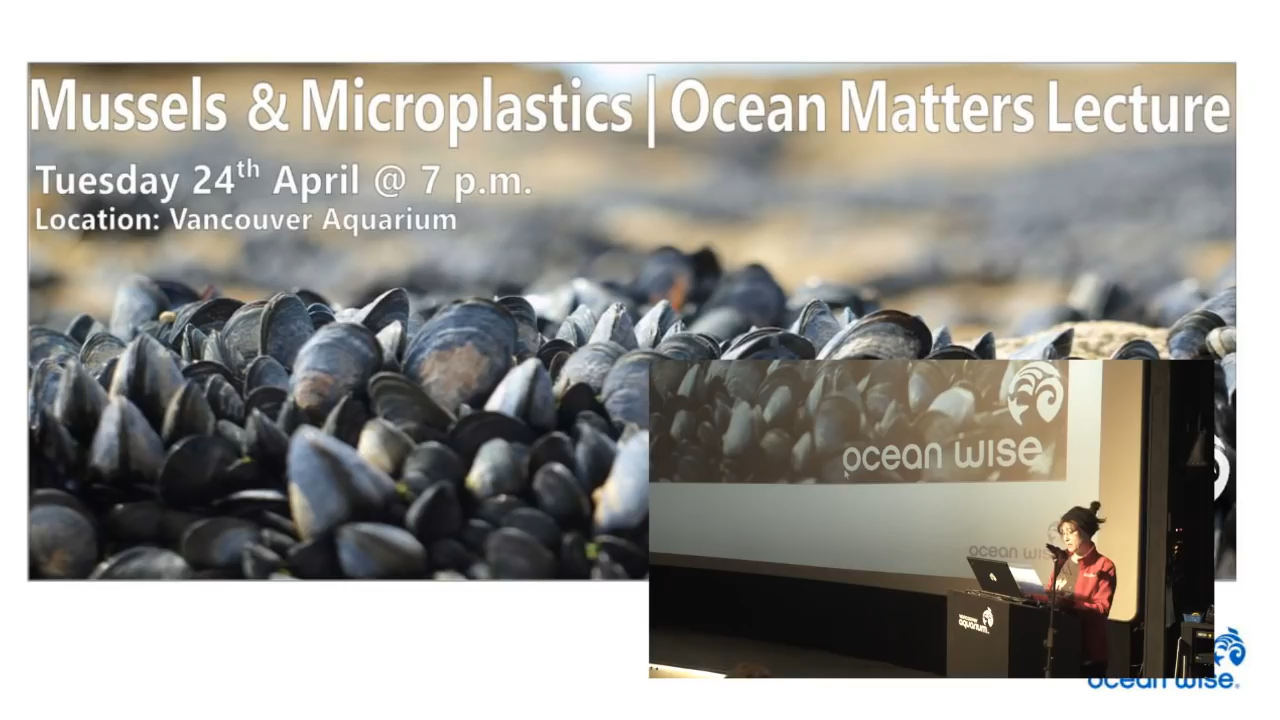 Mussels & Microplastics | Ocean Matters Lecture
Tuesday 24th April @ 7 p.m.
Location: Vancouver Aquarium
ocean wise
ocean wise
vancouver
aquarium.
ocean wise.